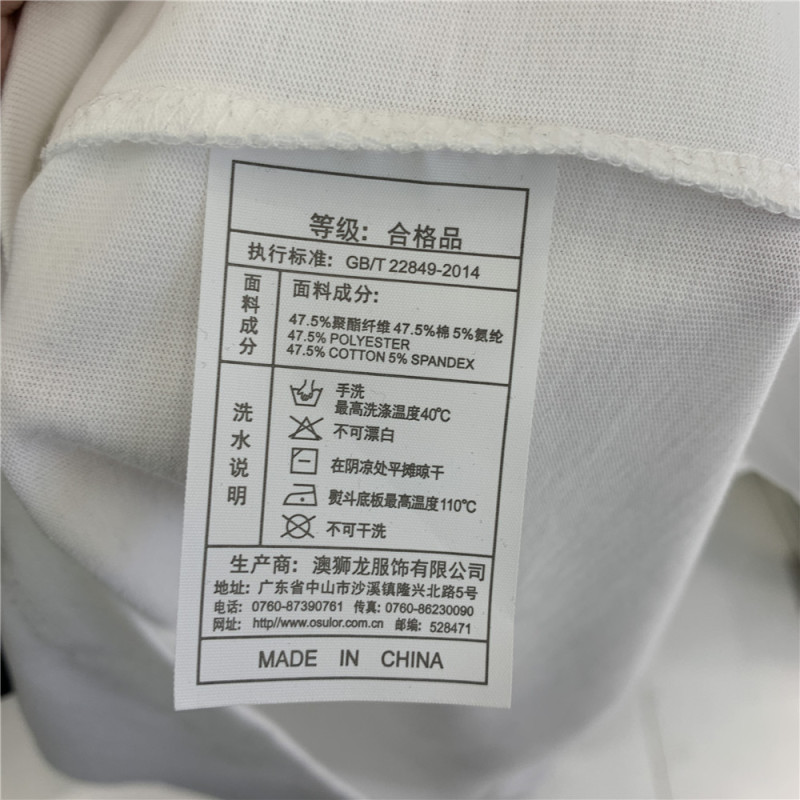 等级: 合格品
执行标准: GB/T 22849-2014
面料成分
面料成分:
47.5%聚酯纤维 47.5%棉 5%氨纶
47.5% POLYESTER
47.5% COTTON 5% SPANDEX
洗水说明
手洗
最高洗涤温度40℃
不可漂白
在阴凉处平摊晾干
熨斗底板最高温度110℃
不可干洗
生产商: 澳狮龙服饰有限公司
地址: 广东省中山市沙溪镇隆兴北路5号
电话: 0760-87390761 传真: 0760-86230090
网址: http//www.osulor.com.cn 邮编: 528471
MADE IN CHINA